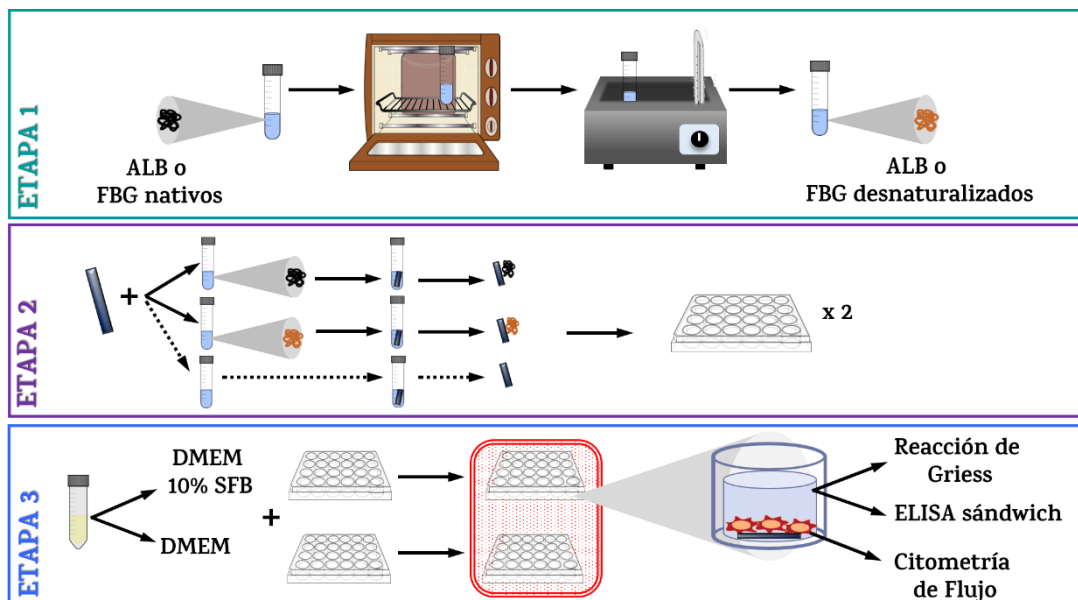 ETAPA 1
ALB o
FBG nativos
ALB o
FBG desnaturalizados
ETAPA 2
+
x 2
ETAPA 3
DMEM
10% SFB
DMEM
+
Reacción de
Griess
ELISA sándwich
Citometría
de Flujo